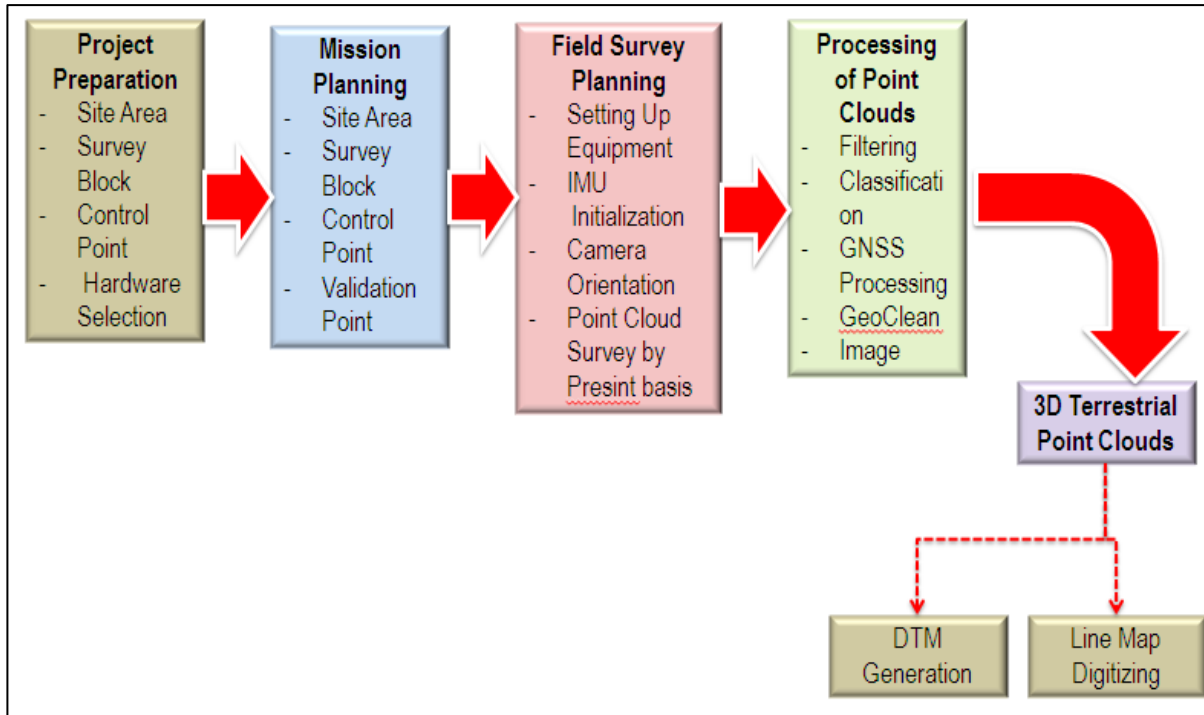 Project
Preparation
- Site Area
- Survey
Block
- Control
Point
- Hardware
Selection
Mission
Planning
- Site Area
- Survey
Block
- Control
Point
- Validation
Point
Field Survey
Planning
- Setting Up
Equipment
- IMU
Initialization
- Camera
Orientation
- Point Cloud
Survey by
Presint basis
Processing
of Point
Clouds
- Filtering
- Classificati
on
- GNSS
Processing
- GeoClean
- Image
3D Terrestrial
Point Clouds
DTM
Generation
Line Map
Digitizing